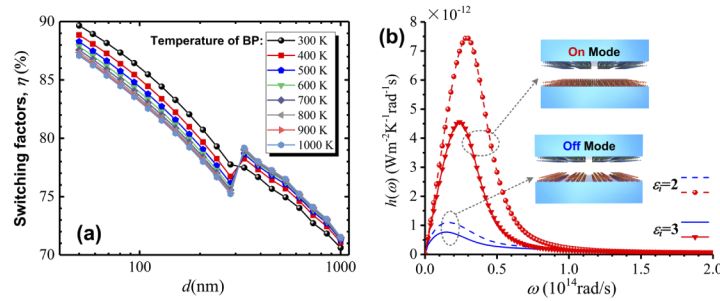 (a)
Switching factors, η (%)
90
85
80
75
70
Temperature of BP:
300 K
400 K
500 K
600 K
700 K
800 K
900 K
1000 K
100
1000
d(nm)
(b)
×10⁻¹²
h(ω) (Wm⁻²K⁻¹rad⁻¹s)
8
7
6
5
4
3
2
1
0
On Mode
Off Mode
εᵢ=2
εᵢ=3
0.0
0.5
1.0
1.5
2.0
ω (10¹⁴rad/s)